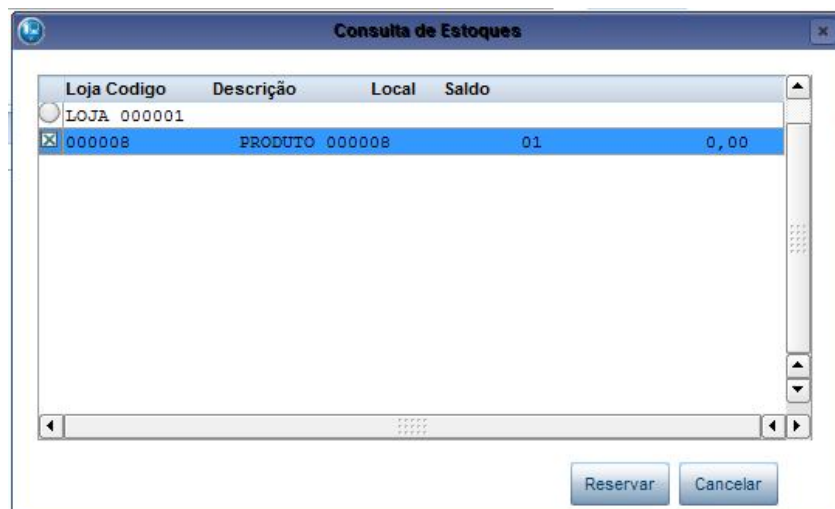 Consulta de Estoques
Loja Codigo Descrição Local Saldo
LOJA 000001
000008 PRODUTO 000008 01 0,00
Reservar Cancelar